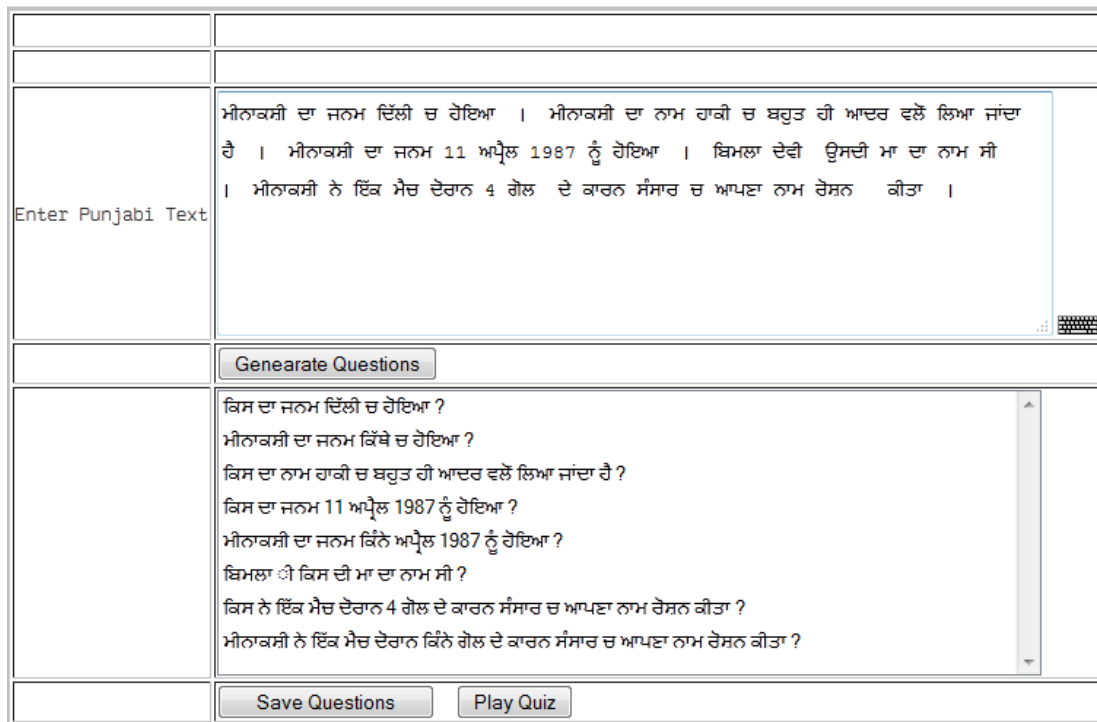 ਮੀਨਾਕਸ਼ੀ ਦਾ ਜਨਮ ਦਿੱਲੀ ਚ ਹੋਇਆ । ਮੀਨਾਕਸ਼ੀ ਦਾ ਨਾਮ ਹਾਕੀ ਚ ਬਹੁਤ ਹੀ ਆਦਰ ਵਲੋਂ ਲਿਆ ਜਾਂਦਾ
ਹੈ । ਮੀਨਾਕਸ਼ੀ ਦਾ ਜਨਮ 11 ਅਪ੍ਰੈਲ 1987 ਨੂੰ ਹੋਇਆ । ਬਿਮਲਾ ਦੇਵੀ ਉਸਦੀ ਮਾ ਦਾ ਨਾਮ ਸੀ
। ਮੀਨਾਕਸ਼ੀ ਨੇ ਇੱਕ ਮੈਚ ਦੋਰਾਨ 4 ਗੋਲ ਦੇ ਕਾਰਨ ਸੰਸਾਰ ਚ ਆਪਣਾ ਨਾਮ ਰੋਸ਼ਨ ਕੀਤਾ ।
Enter Punjabi Text
Genearate Questions
ਕਿਸ ਦਾ ਜਨਮ ਦਿੱਲੀ ਚ ਹੋਇਆ ?
ਮੀਨਾਕਸ਼ੀ ਦਾ ਜਨਮ ਕਿੱਥੇ ਚ ਹੋਇਆ ?
ਕਿਸ ਦਾ ਨਾਮ ਹਾਕੀ ਚ ਬਹੁਤ ਹੀ ਆਦਰ ਵਲੋਂ ਲਿਆ ਜਾਂਦਾ ਹੈ ?
ਕਿਸ ਦਾ ਜਨਮ 11 ਅਪ੍ਰੈਲ 1987 ਨੂੰ ਹੋਇਆ ?
ਮੀਨਾਕਸ਼ੀ ਦਾ ਜਨਮ ਕਿੰਨੇ ਅਪ੍ਰੈਲ 1987 ਨੂੰ ਹੋਇਆ ?
ਬਿਮਲਾ ੀ ਕਿਸ ਦੀ ਮਾ ਦਾ ਨਾਮ ਸੀ ?
ਕਿਸ ਨੇ ਇੱਕ ਮੈਚ ਦੋਰਾਨ 4 ਗੋਲ ਦੇ ਕਾਰਨ ਸੰਸਾਰ ਚ ਆਪਣਾ ਨਾਮ ਰੋਸ਼ਨ ਕੀਤਾ ?
ਮੀਨਾਕਸ਼ੀ ਨੇ ਇੱਕ ਮੈਚ ਦੋਰਾਨ ਕਿੰਨੇ ਗੋਲ ਦੇ ਕਾਰਨ ਸੰਸਾਰ ਚ ਆਪਣਾ ਨਾਮ ਰੋਸ਼ਨ ਕੀਤਾ ?
Save Questions Play Quiz